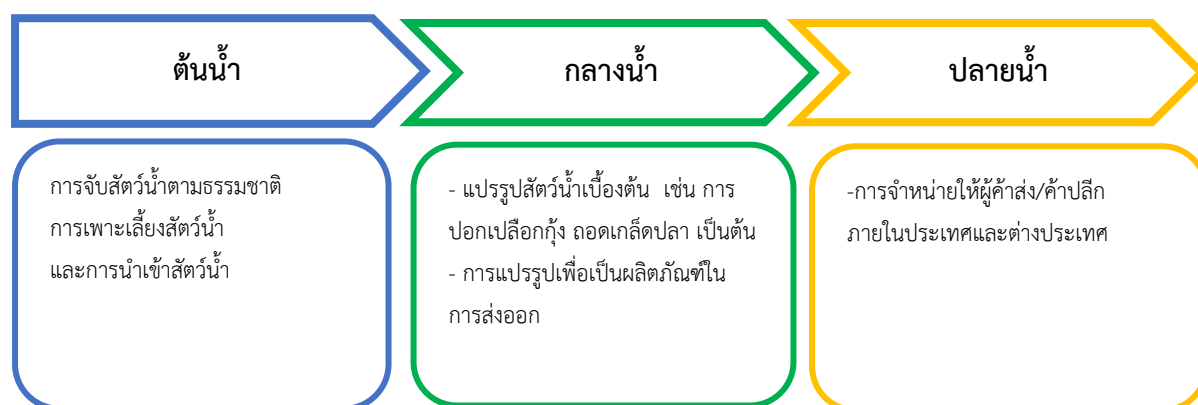 ต้นน้ำ
กลางน้ำ
ปลายน้ำ
การจับสัตว์น้ำตามธรรมชาติ
การเพาะเลี้ยงสัตว์น้ำ
และการนำเข้าสัตว์น้ำ
- แปรรูปสัตว์น้ำเบื้องต้น เช่น การ
ปอกเปลือกกุ้ง ถอดเกล็ดปลา เป็นต้น
- การแปรรูปเพื่อเป็นผลิตภัณฑ์ใน
การส่งออก
-การจำหน่ายให้ผู้ค้าส่ง/ค้าปลีก
ภายในประเทศและต่างประเทศ